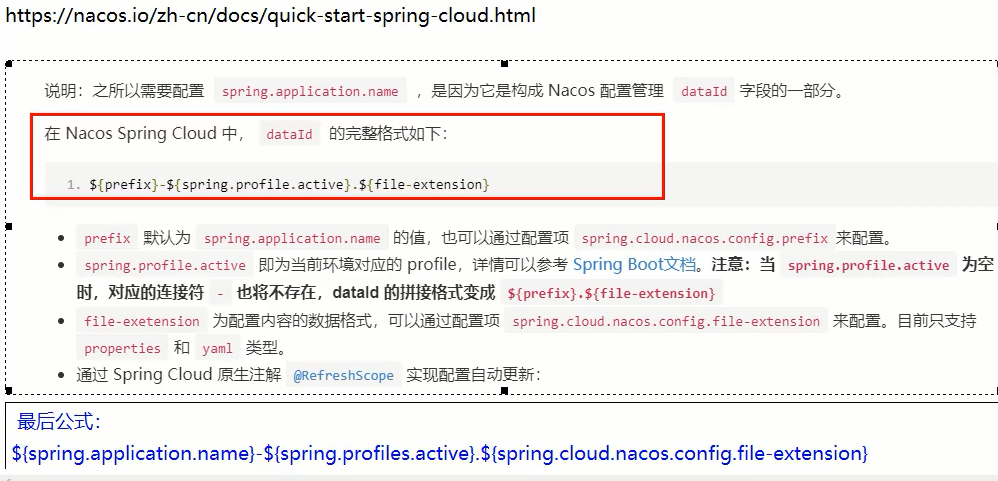 https://nacos.io/zh-cn/docs/quick-start-spring-cloud.html
说明：之所以需要配置 spring.application.name ，是因为它是构成 Nacos 配置管理 dataId 字段的一部分。
在 Nacos Spring Cloud 中， dataId 的完整格式如下：
1. ${prefix}-${spring.profile.active}.${file-extension}
• prefix 默认为 spring.application.name 的值，也可以通过配置项 spring.cloud.nacos.config.prefix 来配置。
• spring.profile.active 即为当前环境对应的 profile，详情可以参考 Spring Boot文档。注意：当 spring.profile.active 为空
时，对应的连接符 - 也将不存在，dataId 的拼接格式变成 ${prefix}.${file-extension}
• file-exetension 为配置内容的数据格式，可以通过配置项 spring.cloud.nacos.config.file-extension 来配置。目前只支持
properties 和 yaml 类型。
• 通过 Spring Cloud 原生注解 @RefreshScope 实现配置自动更新：
最后公式：
${spring.application.name}-${spring.profiles.active}.${spring.cloud.nacos.config.file-extension}